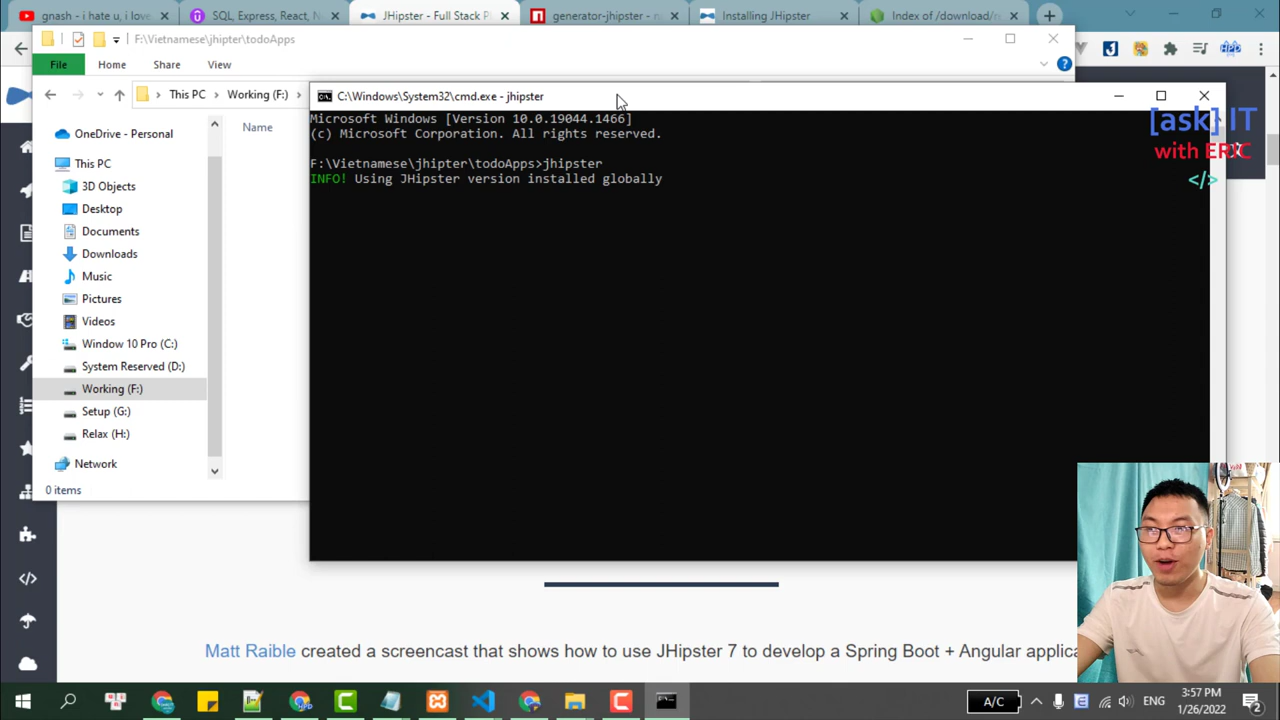 gnash - i hate u, i love
SQL, Express, React, N
JHipster - Full Stack Pl
generator-jhipster - n
Installing JHipster
Index of /download/re
F:\Vietnamese\jhipter\todoApps
File
Home
Share
View
This PC
Working (F:)
C:\Windows\System32\cmd.exe - jhipster
Microsoft Windows [Version 10.0.19044.1466]
(c) Microsoft Corporation. All rights reserved.
F:\Vietnamese\jhipter\todoApps>jhipster
INFO! Using JHipster version installed globally
Name
OneDrive - Personal
This PC
3D Objects
Desktop
Documents
Downloads
Music
Pictures
Videos
Window 10 Pro (C:)
System Reserved (D:)
Working (F:)
Setup (G:)
Relax (H:)
Network
0 items
[ask] IT
with ERIC
</>
Matt Raible created a screencast that shows how to use JHipster 7 to develop a Spring Boot + Angular applica
A/C
ENG
3:57 PM
1/26/2022
2